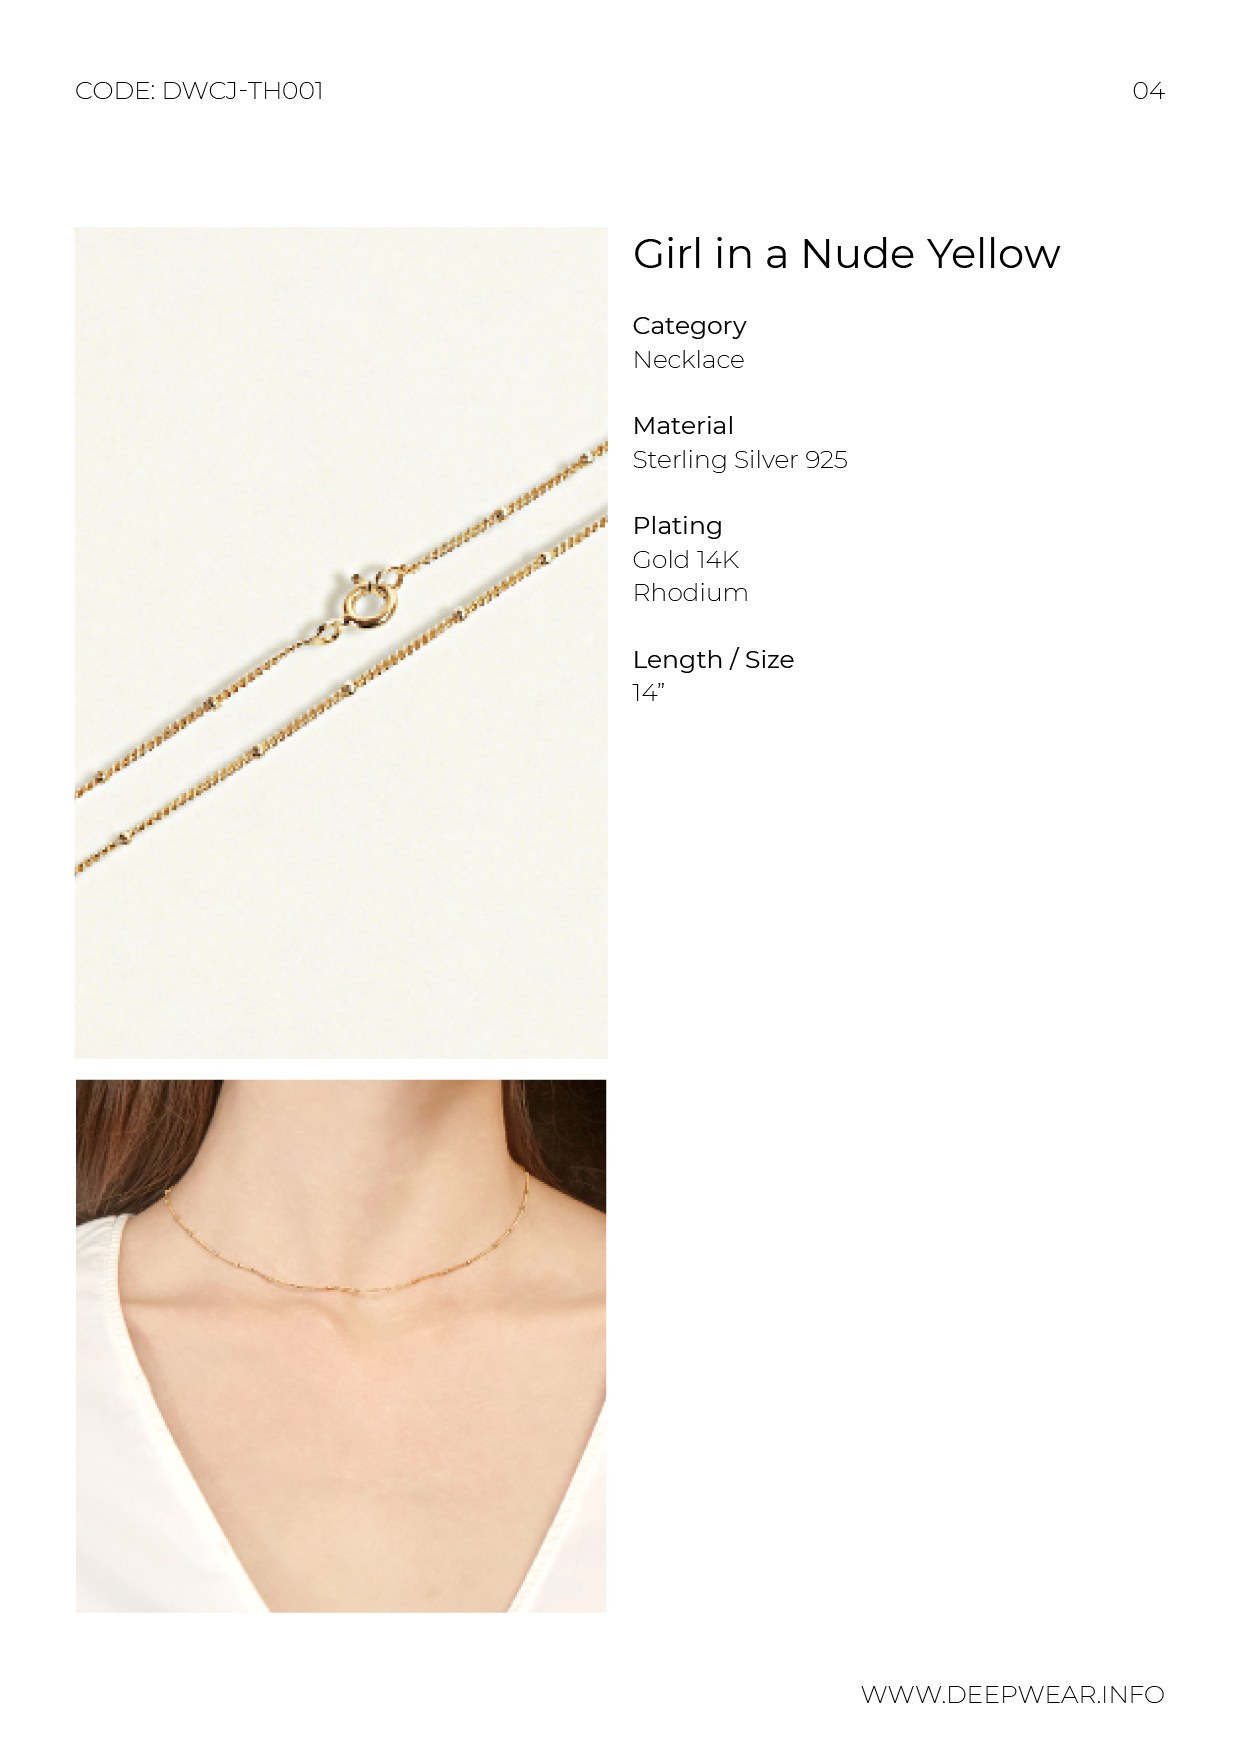 CODE: DWCJ-TH001
04
Girl in a Nude Yellow
Category
Necklace
Material
Sterling Silver 925
Plating
Gold 14K
Rhodium
Length / Size
14”
WWW.DEEPWEAR.INFO